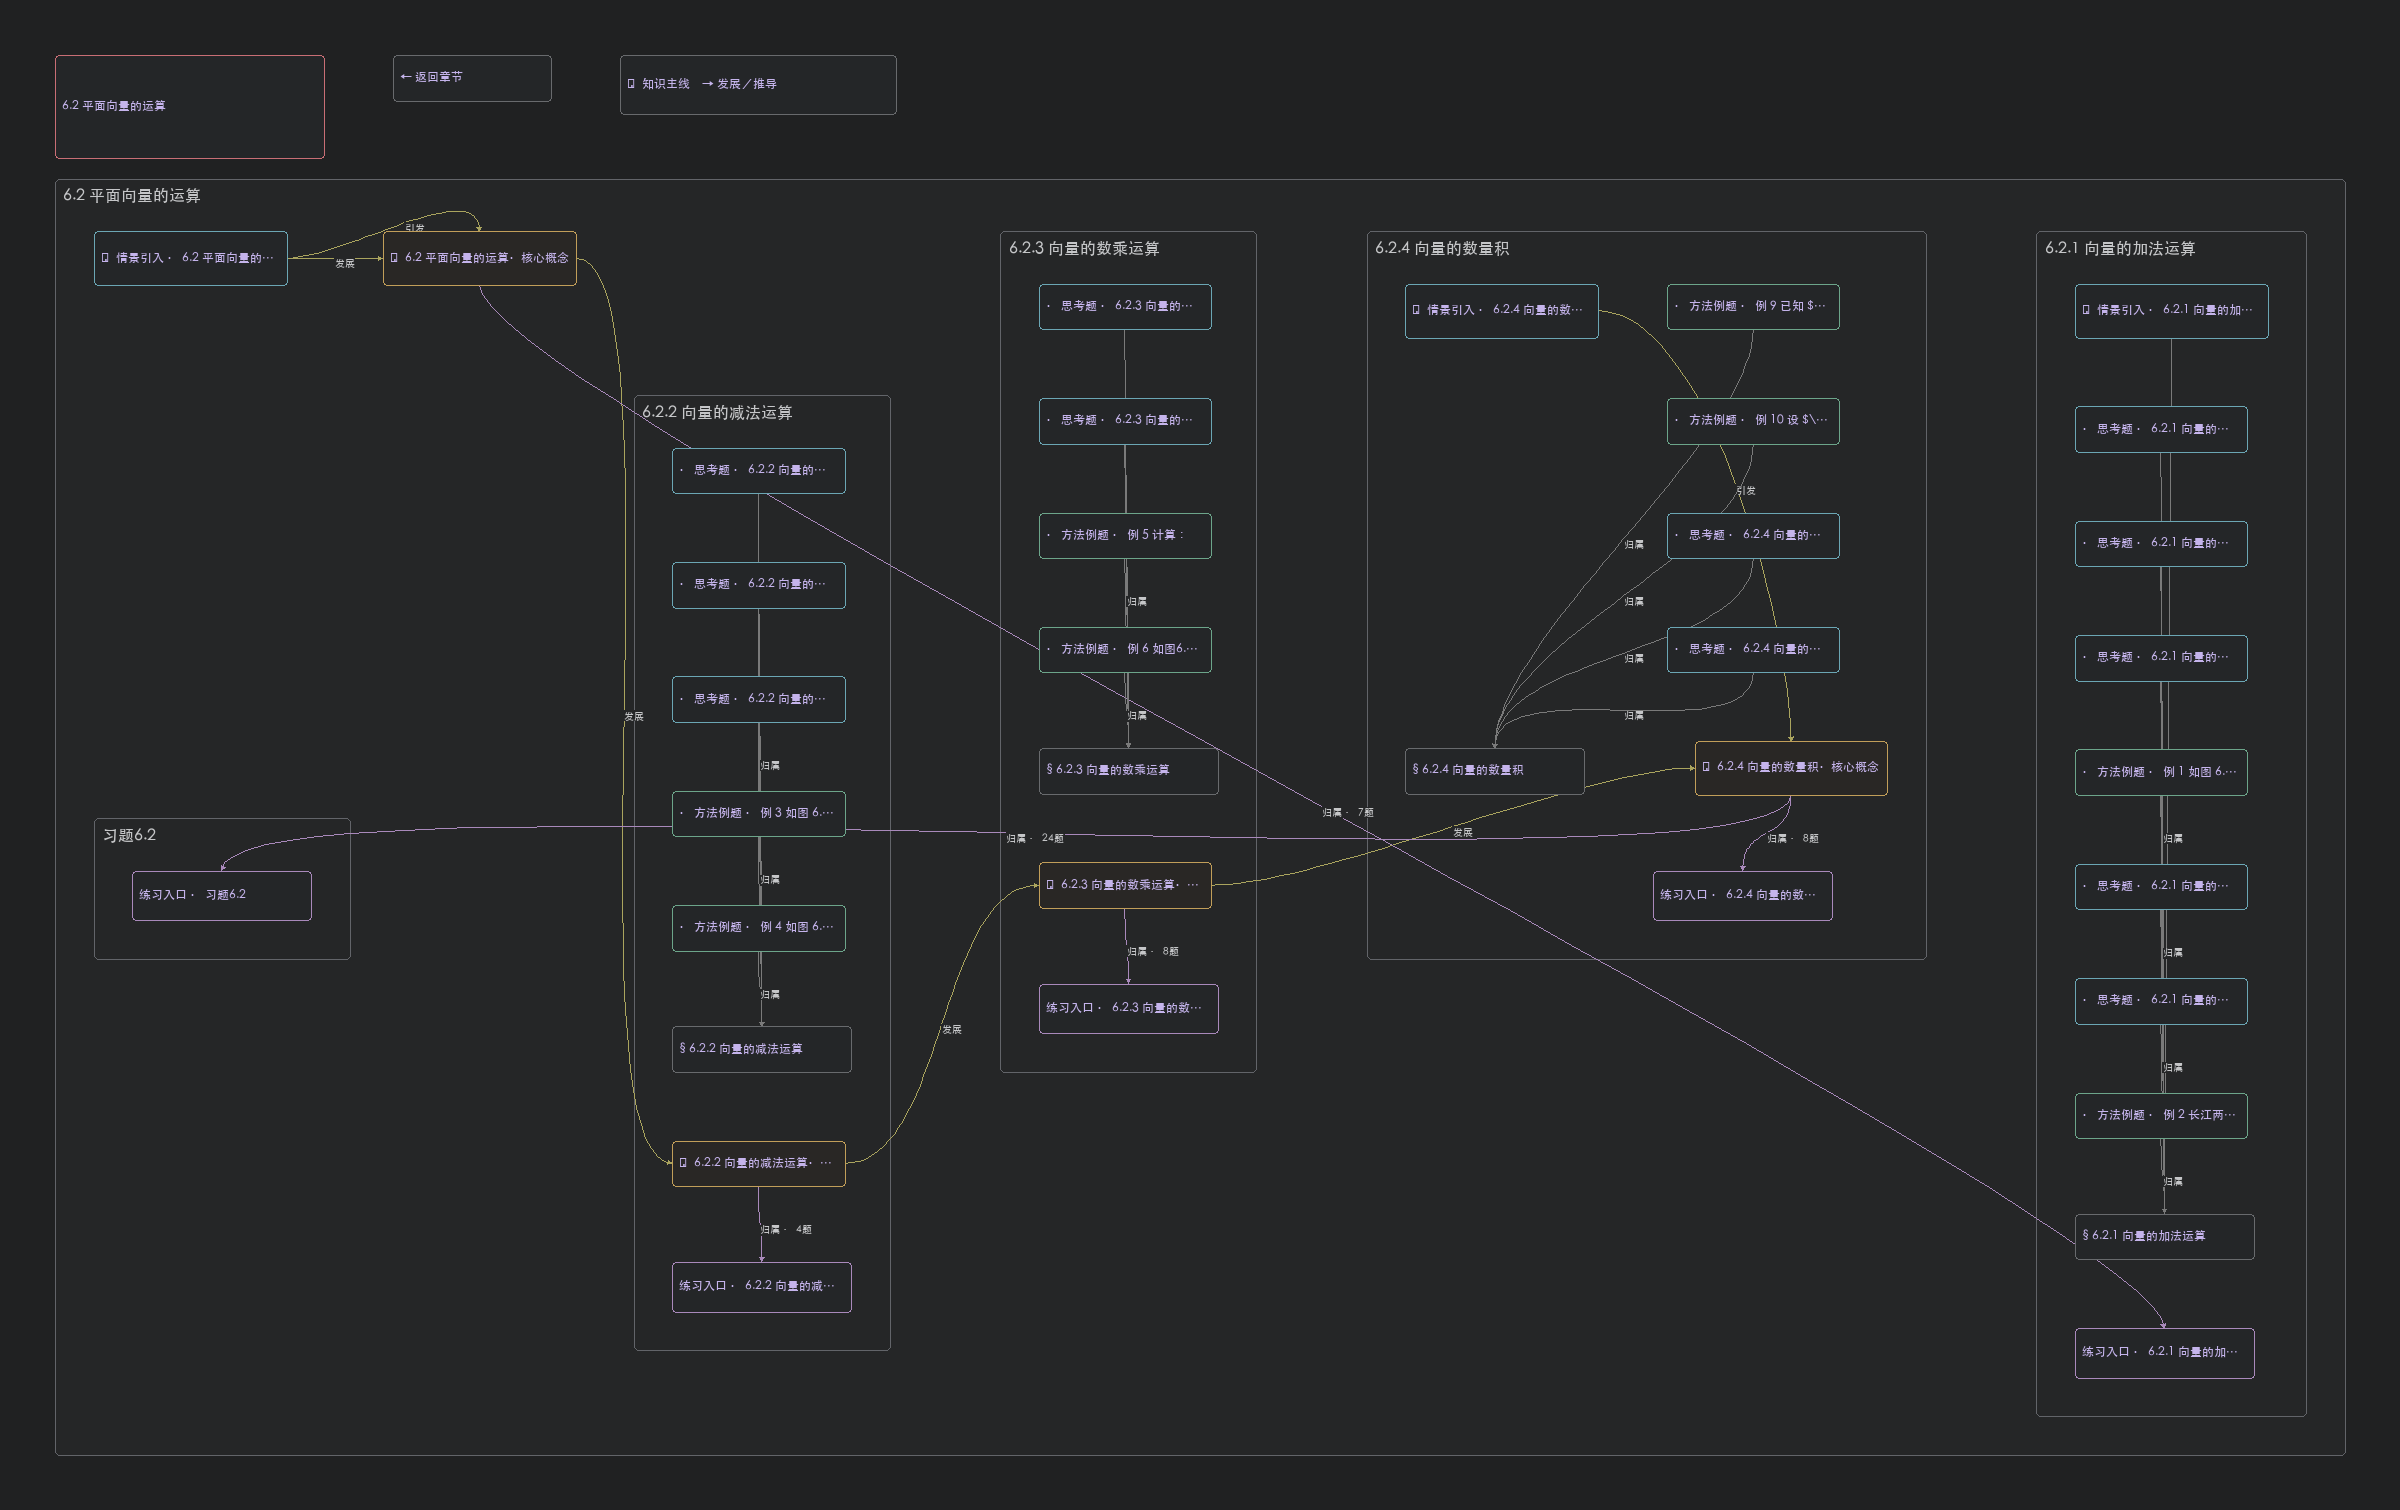 6.2 平面向量的运算
← 返回章节
知识主线 → 发展／推导
6.2 平面向量的运算
引发
情景引入 · 6.2 平面向量的…
发展
6.2 平面向量的运算 · 核心概念
发展
6.2.2 向量的减法运算
· 思考题 · 6.2.2 向量的…
· 思考题 · 6.2.2 向量的…
· 思考题 · 6.2.2 向量的…
归属
· 方法例题 · 例 3 如图 6.…
归属
· 方法例题 · 例 4 如图 6.…
归属
§ 6.2.2 向量的减法运算
6.2.2 向量的减法运算 · …
归属 · 4题
练习入口 · 6.2.2 向量的减…
习题6.2
练习入口 · 习题6.2
归属 · 24题
发展
6.2.3 向量的数乘运算
· 思考题 · 6.2.3 向量的…
· 思考题 · 6.2.3 向量的…
· 方法例题 · 例 5 计算：
归属
· 方法例题 · 例 6 如图6.…
归属
§ 6.2.3 向量的数乘运算
6.2.3 向量的数乘运算 · …
归属 · 8题
练习入口 · 6.2.3 向量的数…
归属 · 7题
发展
6.2.4 向量的数量积
情景引入 · 6.2.4 向量的数…
· 方法例题 · 例 9 已知 $…
· 方法例题 · 例 10 设 $\…
引发
归属
· 思考题 · 6.2.4 向量的…
归属
· 思考题 · 6.2.4 向量的…
归属
归属
§ 6.2.4 向量的数量积
6.2.4 向量的数量积 · 核心概念
归属 · 8题
练习入口 · 6.2.4 向量的数…
6.2.1 向量的加法运算
情景引入 · 6.2.1 向量的加…
· 思考题 · 6.2.1 向量的…
· 思考题 · 6.2.1 向量的…
· 思考题 · 6.2.1 向量的…
· 方法例题 · 例 1 如图 6.…
归属
· 思考题 · 6.2.1 向量的…
归属
· 思考题 · 6.2.1 向量的…
归属
· 方法例题 · 例 2 长江两…
归属
§ 6.2.1 向量的加法运算
练习入口 · 6.2.1 向量的加…